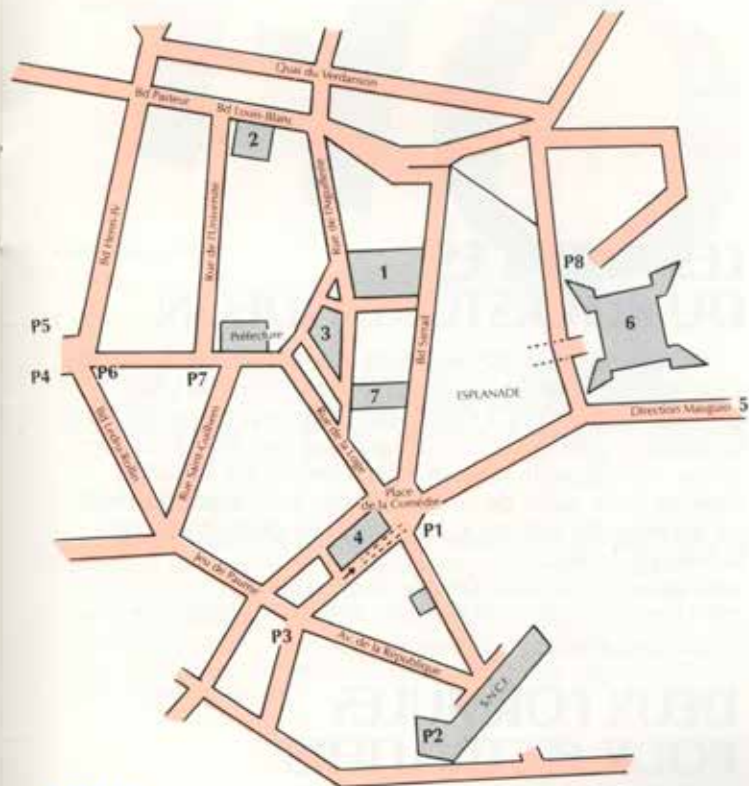 Quai du Verdanson
Bd Pasteur
Bd Louis-Blanc
2
Bd Henri-IV
Rue de l'Université
Rue de l'Aiguillerie
1
P8
6
P5
Préfecture
3
Bd Sarrail
P4
P6
P7
7
ESPLANADE
Direction Mauguio
5
Bd Ledru-Rollin
Rue Saint-Guilhem
Rue de la Loge
Place
de la Comédie
4
P1
Jeu de Paume
P3
Av. de la République
S.N.C.F.
P2